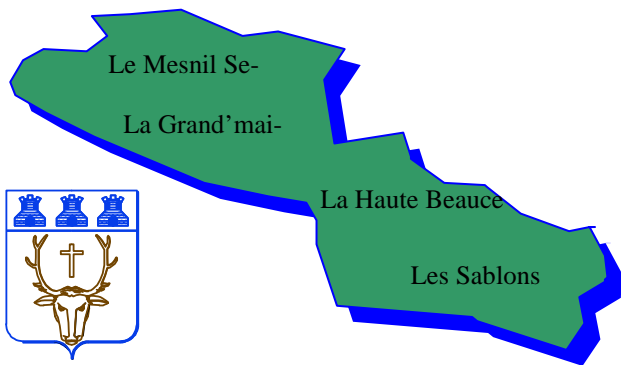 Le Mesnil Se-
La Grand’mai-
La Haute Beauce
Les Sablons